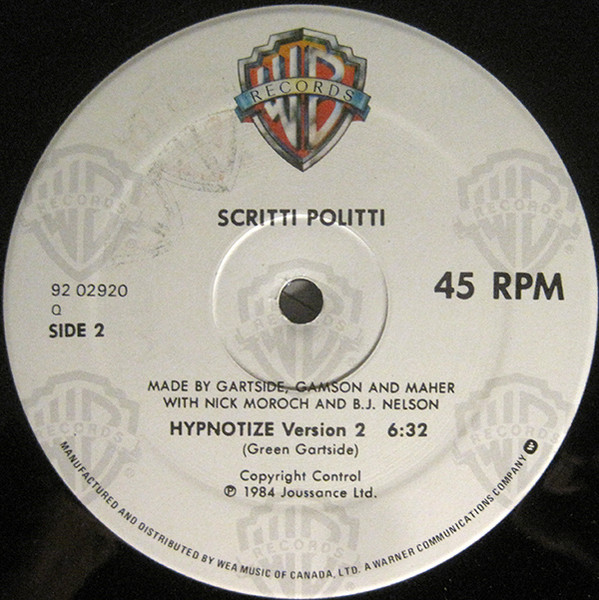 WB
RECORDS
SCRITTI POLITTI
92 02920
Q
SIDE 2
45 RPM
MADE BY GARTSIDE, GAMSON AND MAHER
WITH NICK MOROCH AND B.J. NELSON
HYPNOTIZE Version 2 6:32
(Green Gartside)
Copyright Control
℗ 1984 Joussance Ltd.
MANUFACTURED AND DISTRIBUTED BY WEA MUSIC OF CANADA, LTD. A WARNER COMMUNICATIONS COMPANY